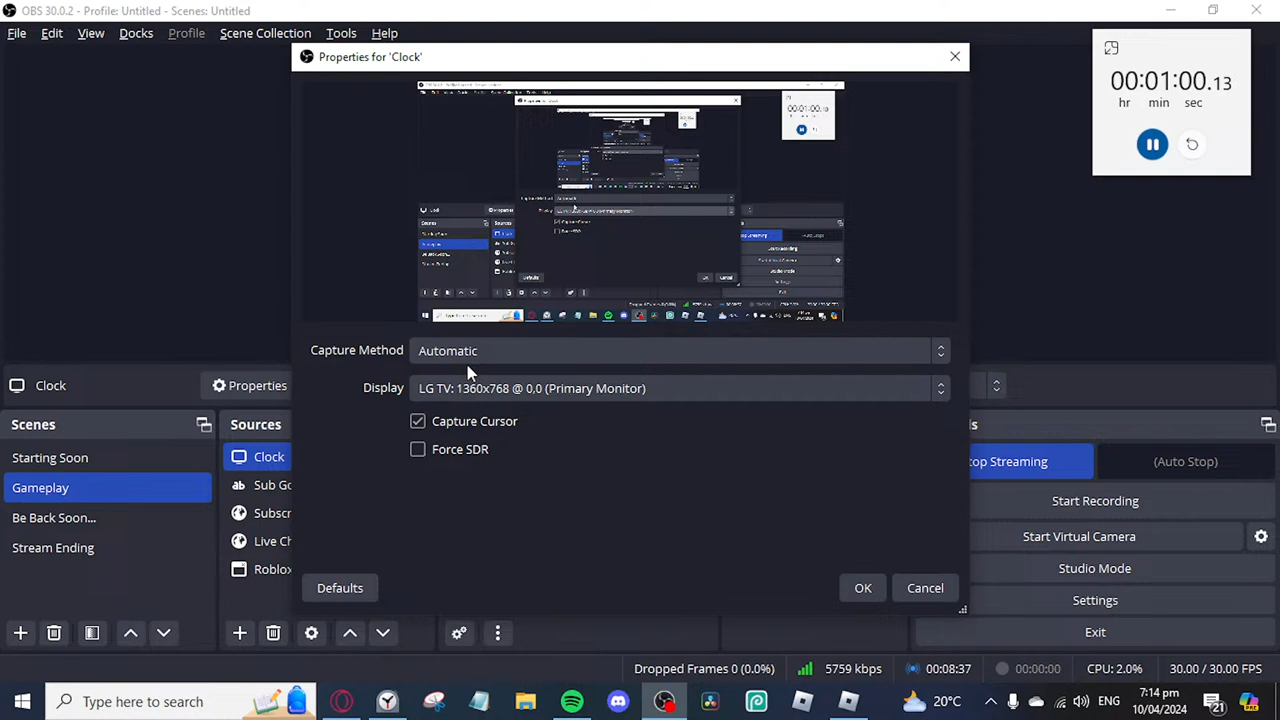 OBS 30.0.2 - Profile: Untitled - Scenes: Untitled
File Edit View Docks Profile Scene Collection Tools Help
Properties for 'Clock'
00:01:00.13
hr min sec
Capture Method Automatic
Display LG TV: 1360x768 @ 0,0 (Primary Monitor)
Capture Cursor
Force SDR
Defaults OK Cancel
Clock Properties
Scenes
Starting Soon
Gameplay
Be Back Soon...
Stream Ending
Sources
Clock
Sub Go
Subscr
Live Ch
Roblox
ls
op Streaming (Auto Stop)
Start Recording
Start Virtual Camera
Studio Mode
Settings
Exit
Dropped Frames 0 (0.0%) 5759 kbps 00:08:37 00:00:00 CPU: 2.0% 30.00 / 30.00 FPS
Type here to search
20°C ENG 7:14 pm
10/04/2024
21